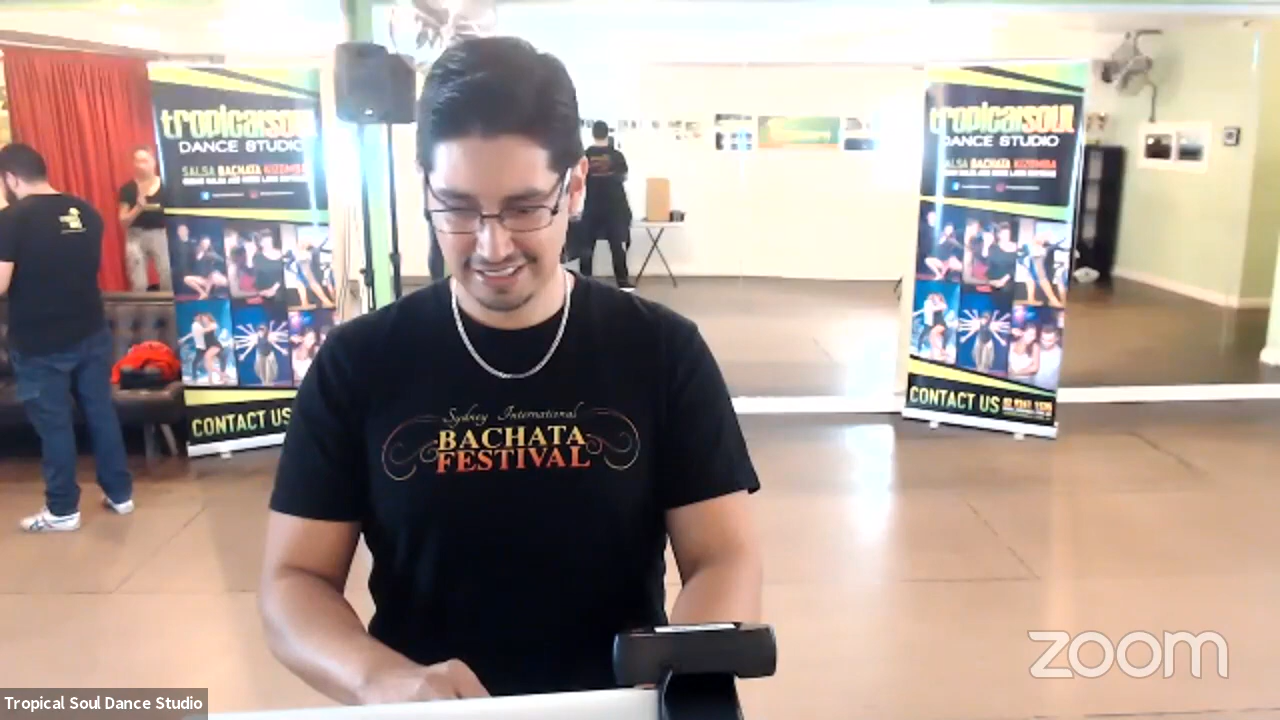 tropicalsoul
DANCE STUDIO
SALSA BACHATA KIZOMBA
CONTACT US
Sydney International
BACHATA
FESTIVAL
tropicalsoul
DANCE STUDIO
SALSA BACHATA KIZOMBA
CONTACT US
zoom
Tropical Soul Dance Studio